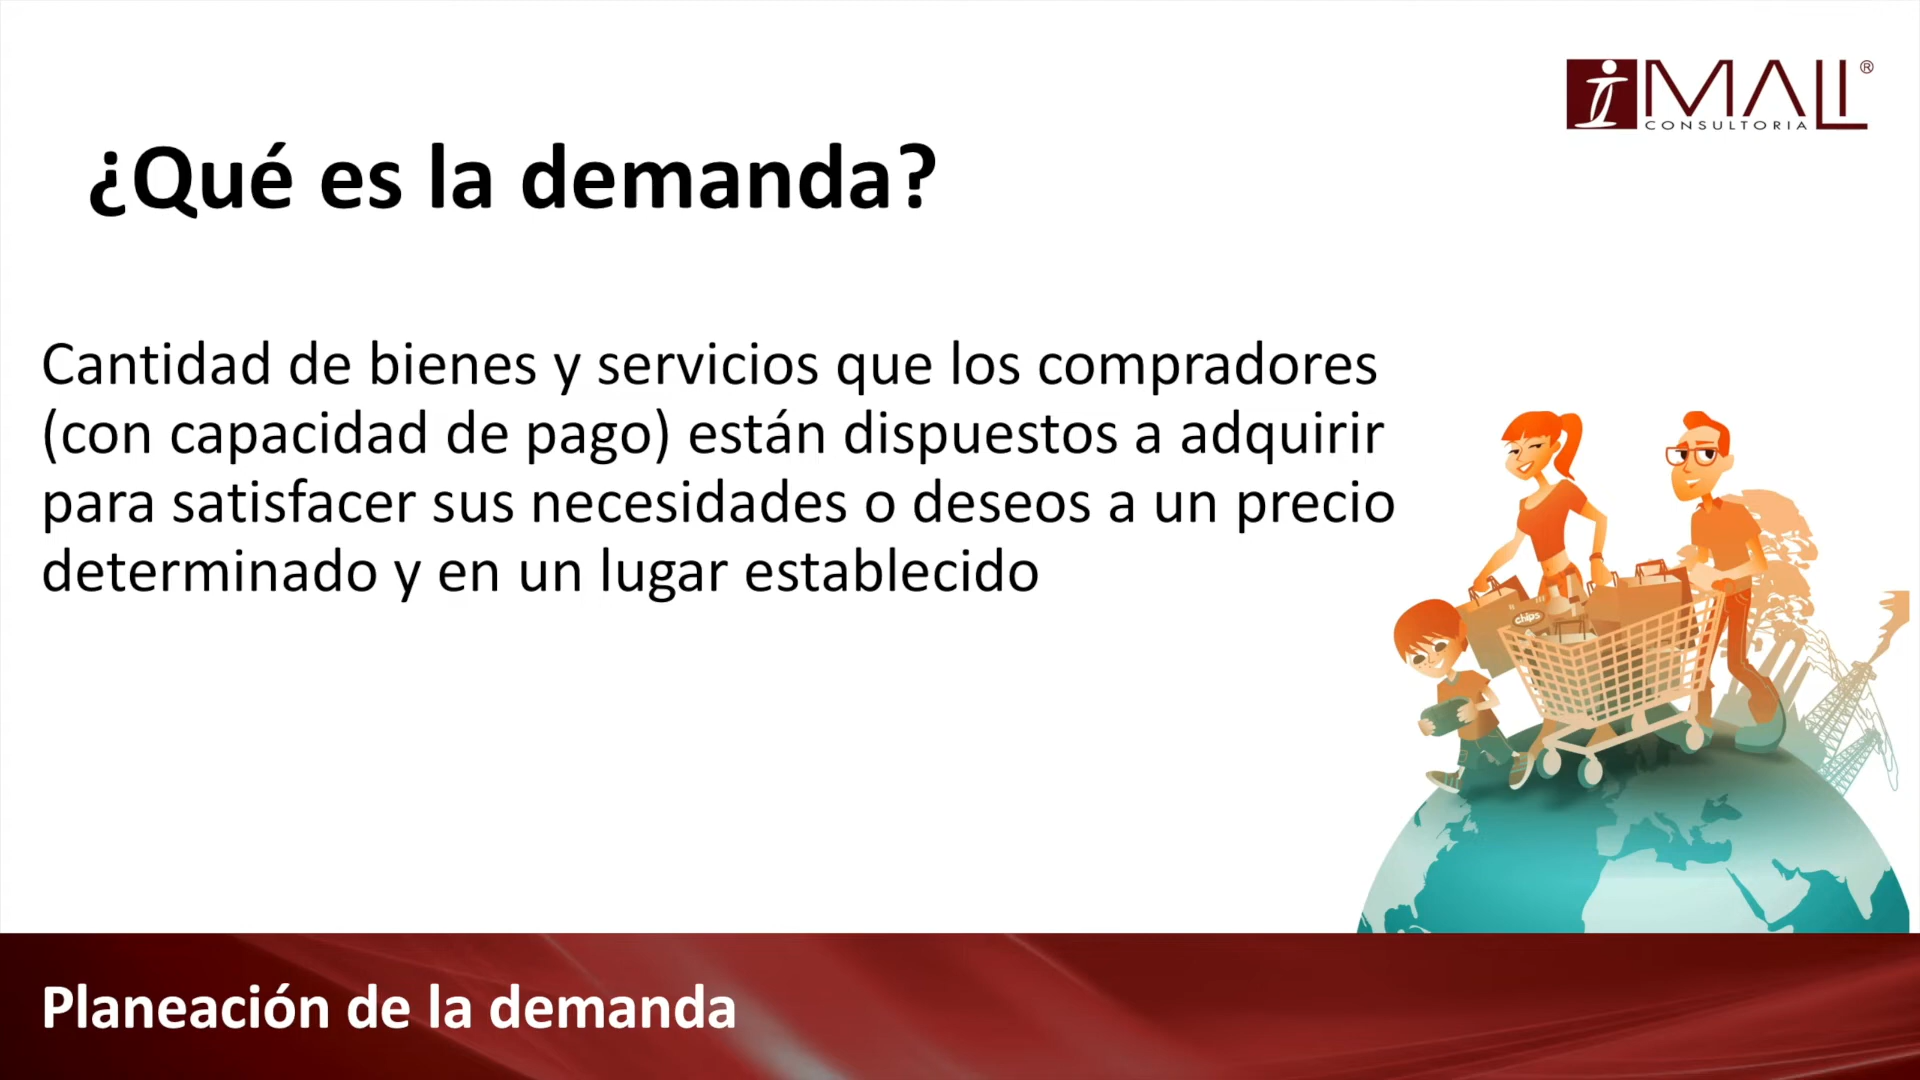 iMALI®
CONSULTORIA
¿Qué es la demanda?
Cantidad de bienes y servicios que los compradores
(con capacidad de pago) están dispuestos a adquirir
para satisfacer sus necesidades o deseos a un precio
determinado y en un lugar establecido
chips
Planeación de la demanda